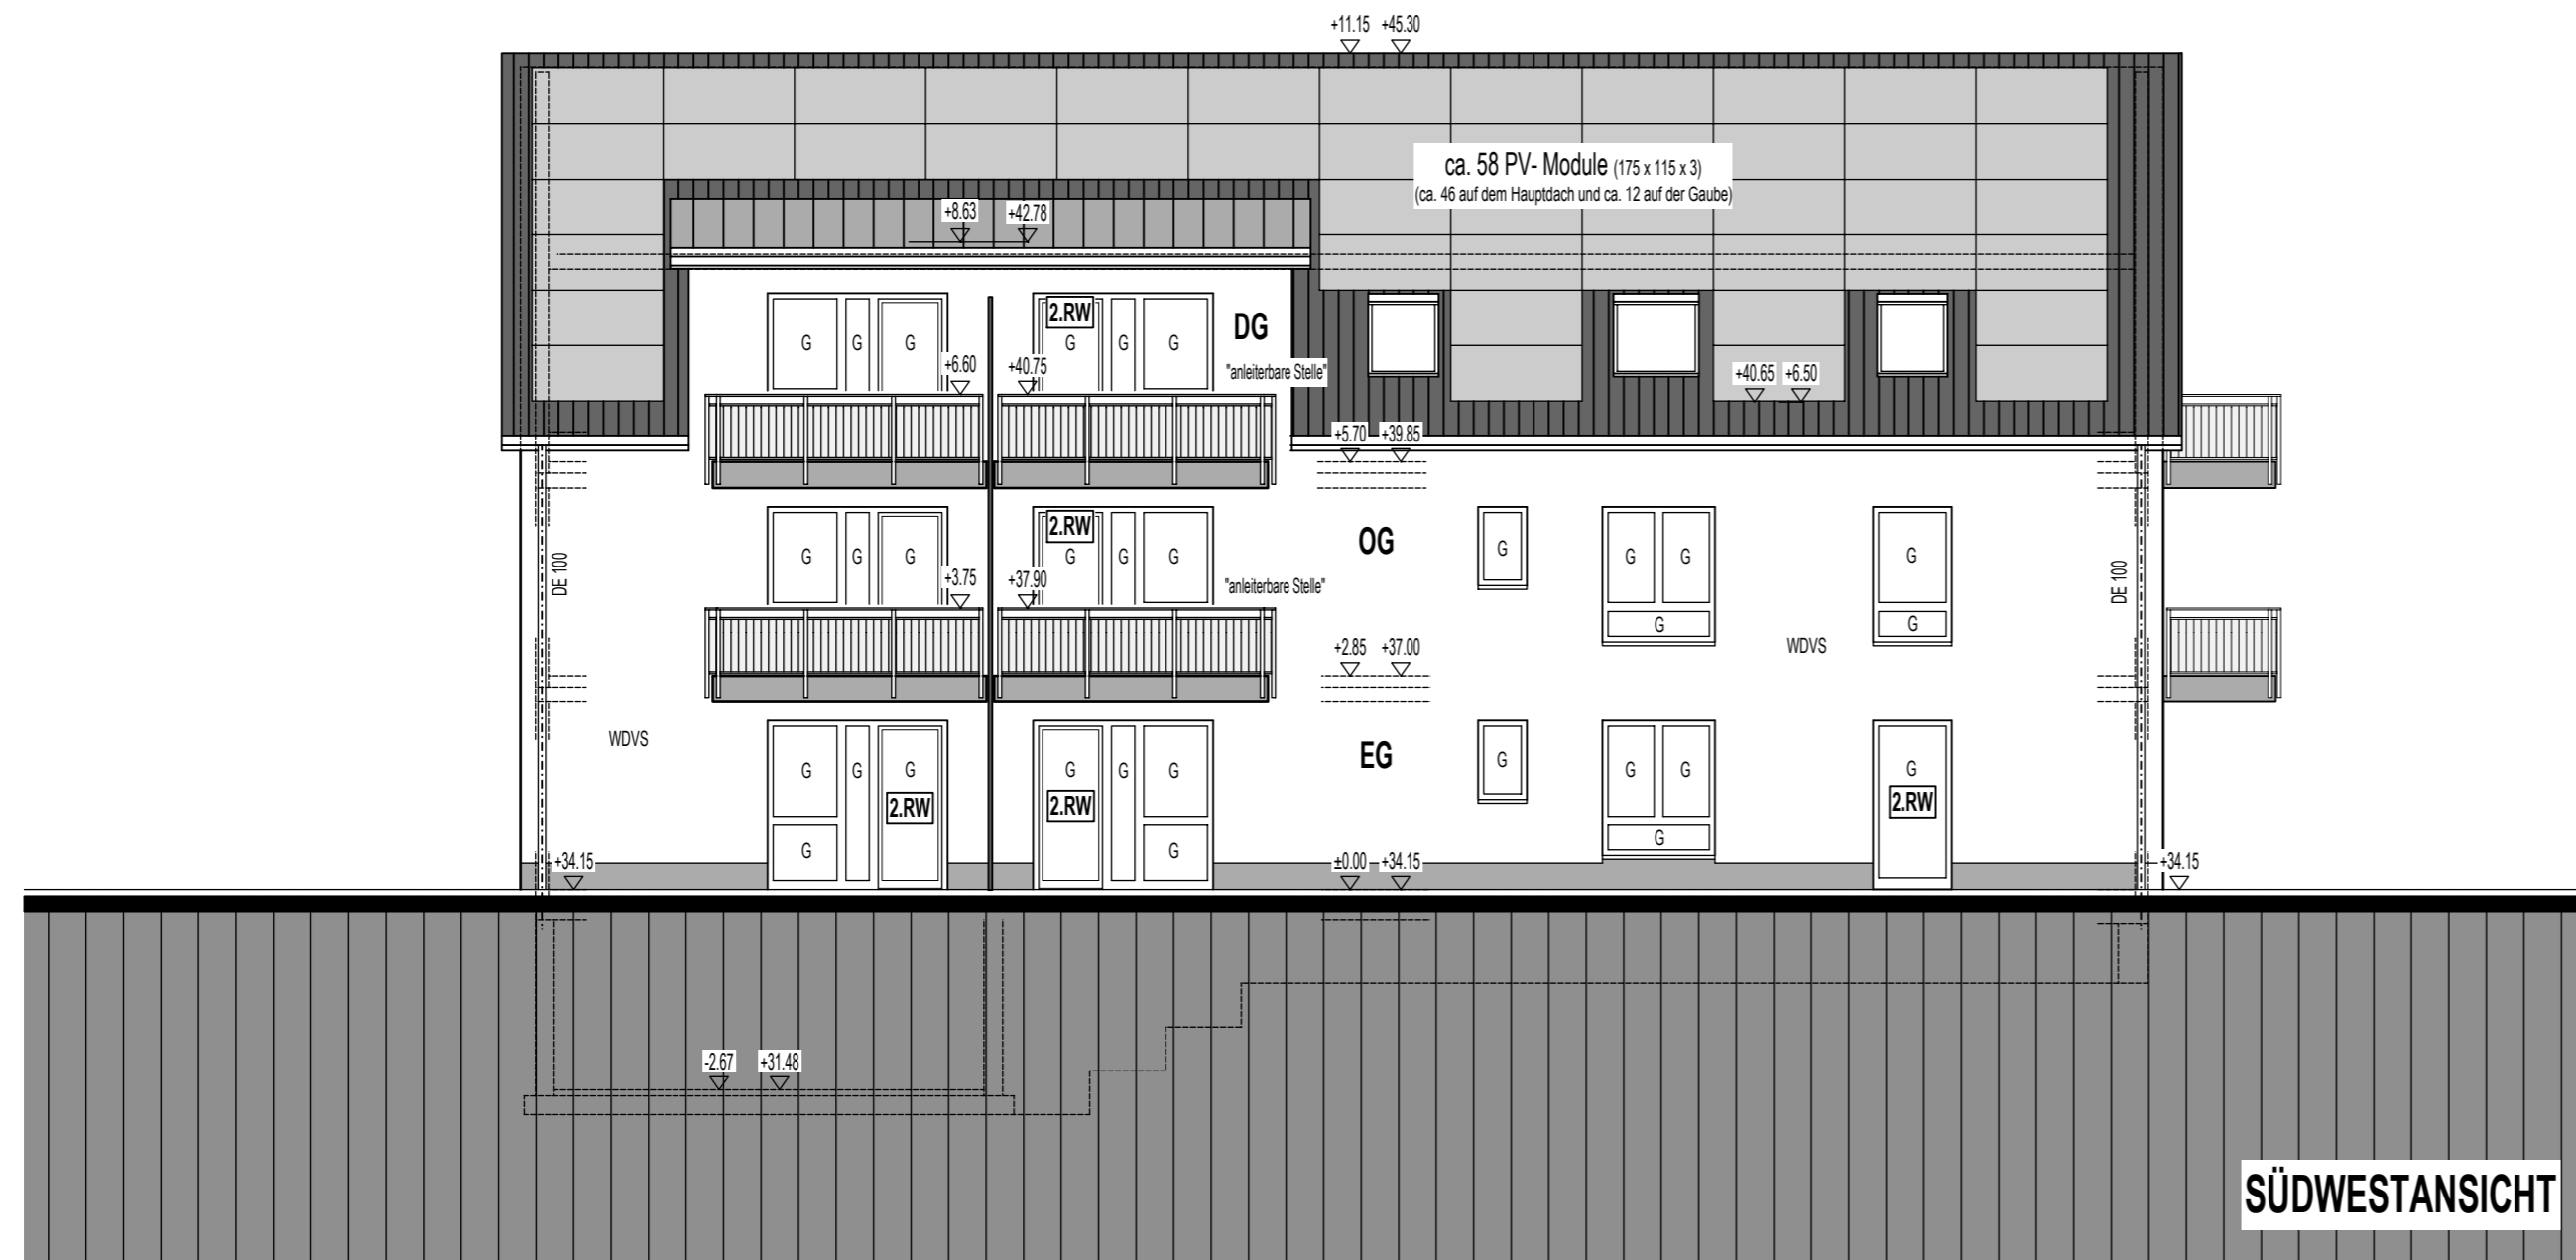 +11.15 +45.30
ca. 58 PV- Module (175 x 115 x 3)
(ca. 46 auf dem Hauptdach und ca. 12 auf der Gaube)
+8.63 +42.78
2.RW
DG
G G G G G G
+6.60 +40.75
"anleiterbare Stelle"
+40.65 +6.50
+5.70 +39.85
2.RW
OG
G
G G G G G G
G G
G
DE 100
DE 100
+3.75 +37.90
"anleiterbare Stelle"
G
G
+2.85 +37.00
WDVS
WDVS
EG
G
G G G G G G
G G
G
2.RW
2.RW
2.RW
G
G
G
+34.15
±0.00 +34.15
+34.15
-2.67 +31.48
SÜDWESTANSICHT